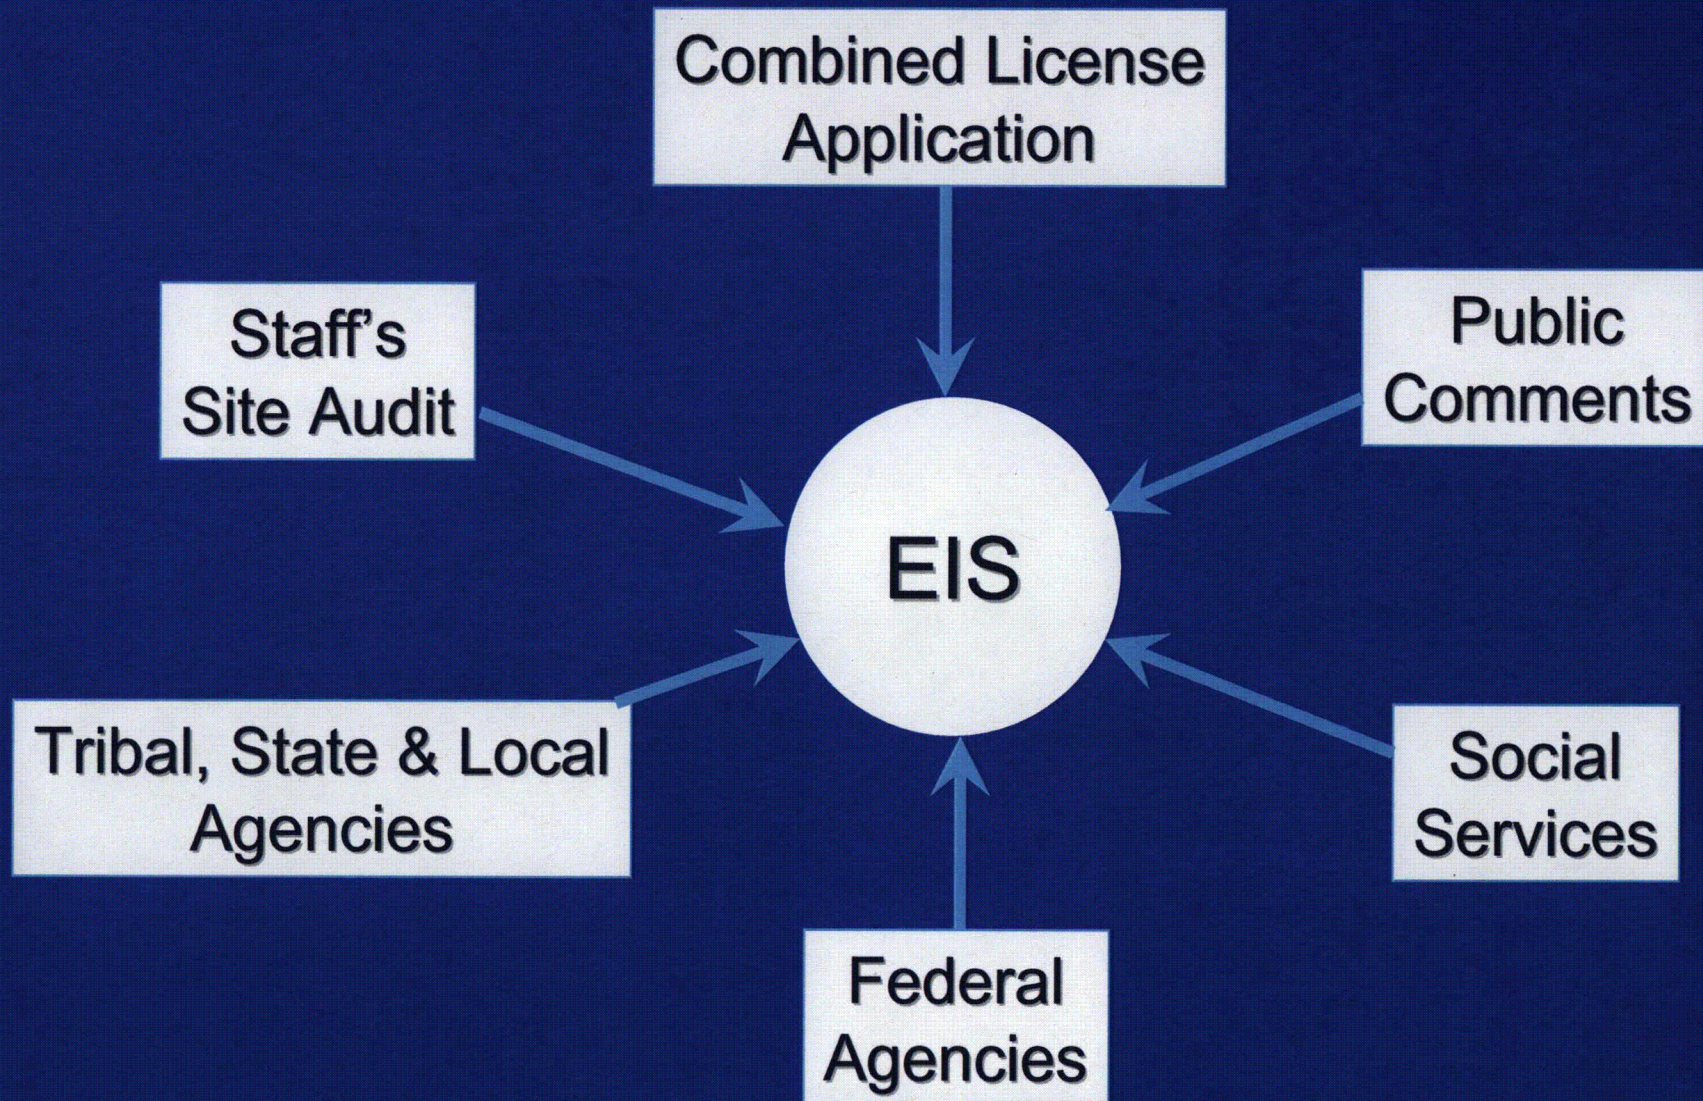 Combined License
Application
Staff's
Site Audit
Public
Comments
EIS
Tribal, State & Local
Agencies
Social
Services
Federal
Agencies